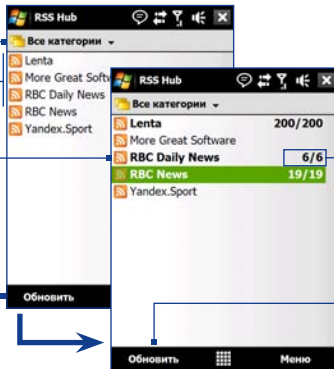 RSS Hub
Все категории
Lenta
More Great Softw
RBC Daily News
RBC News
Yandex.Sport
Обновить
RSS Hub
Все категории
Lenta 200/200
More Great Software
RBC Daily News 6/6
RBC News 19/19
Yandex.Sport
Обновить Меню